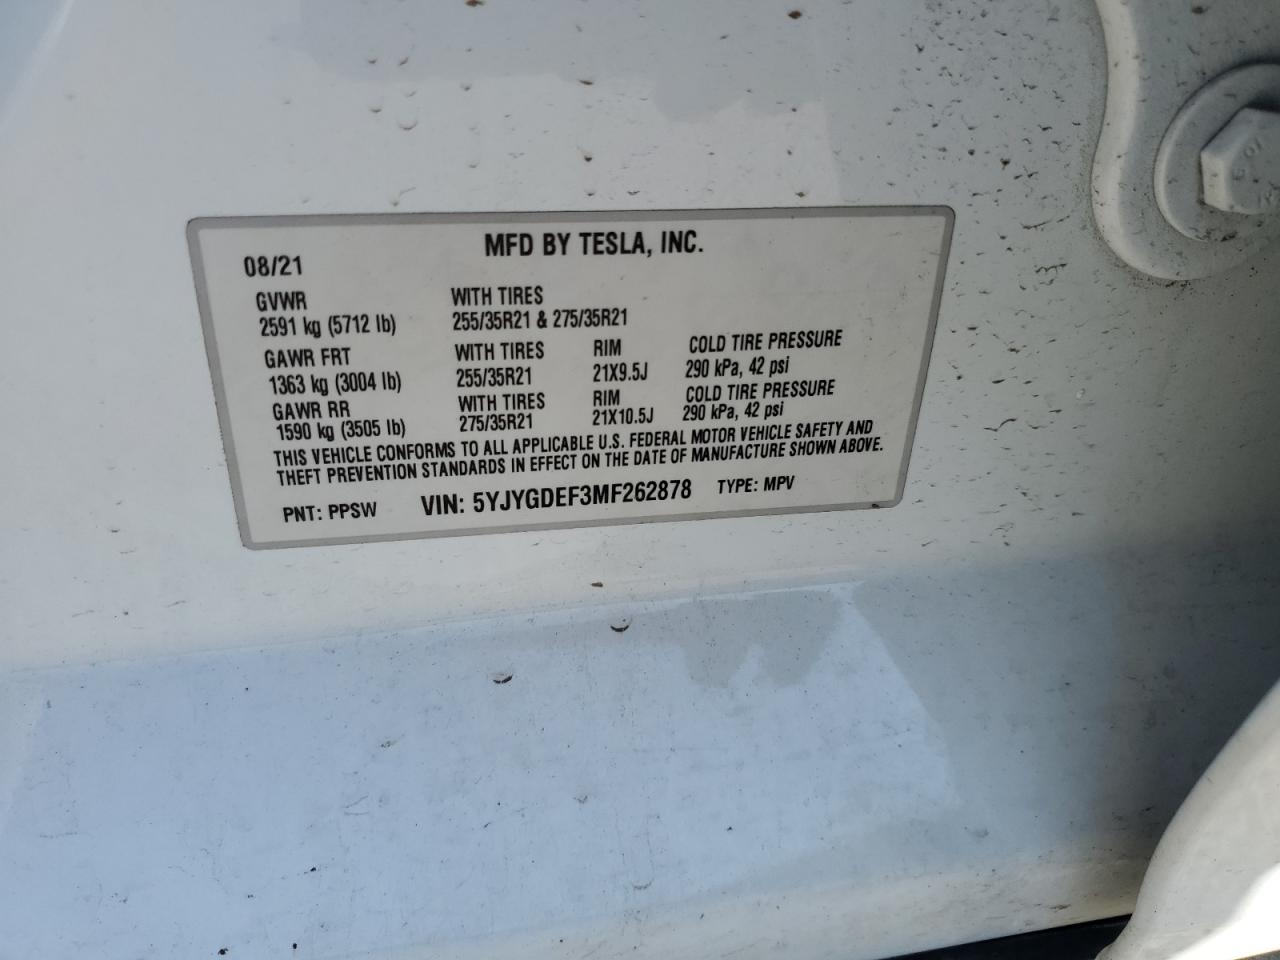 MFD BY TESLA, INC.
08/21
GVWR WITH TIRES
2591 kg (5712 lb) 255/35R21 & 275/35R21
GAWR FRT WITH TIRES RIM COLD TIRE PRESSURE
1363 kg (3004 lb) 255/35R21 21X9.5J 290 kPa, 42 psi
GAWR RR WITH TIRES RIM COLD TIRE PRESSURE
1590 kg (3505 lb) 275/35R21 21X10.5J 290 kPa, 42 psi
THIS VEHICLE CONFORMS TO ALL APPLICABLE U.S. FEDERAL MOTOR VEHICLE SAFETY AND
THEFT PREVENTION STANDARDS IN EFFECT ON THE DATE OF MANUFACTURE SHOWN ABOVE.
PNT: PPSW VIN: 5YJYGDEF3MF262878 TYPE: MPV